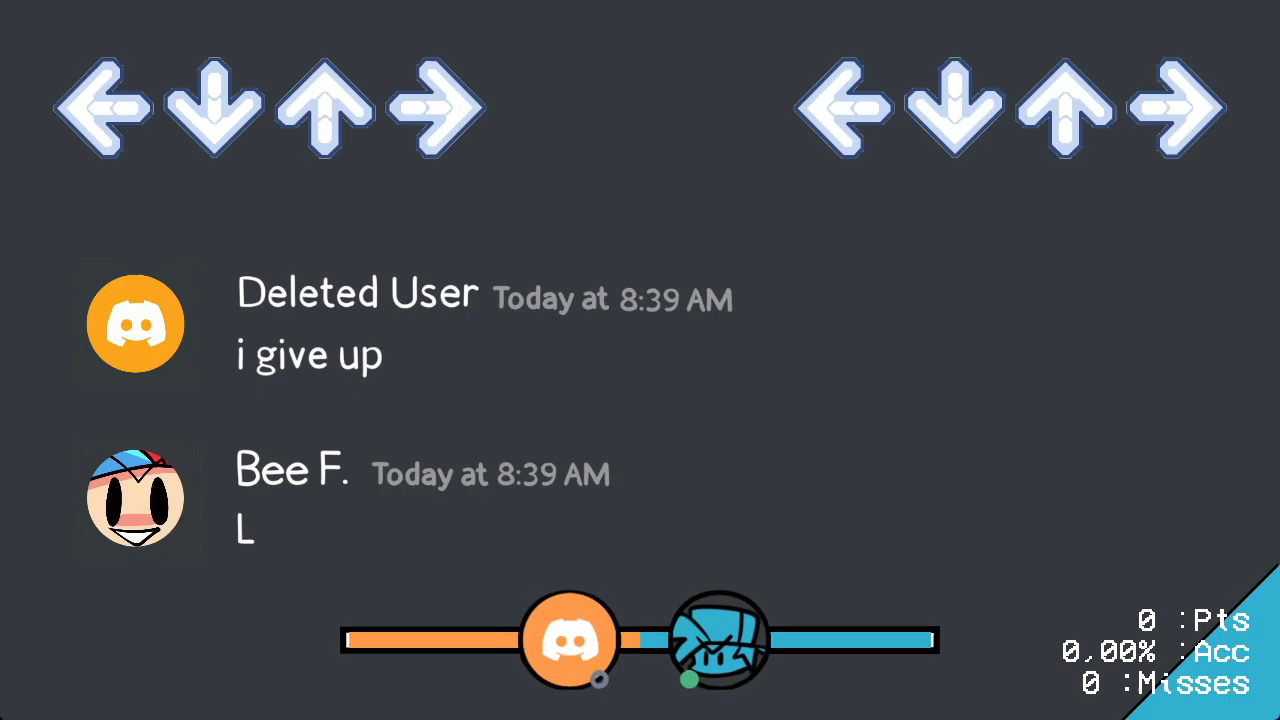 Deleted User Today at 8:39 AM
i give up
Bee F. Today at 8:39 AM
L
0 :Pts
0,00% :Acc
0 :Misses